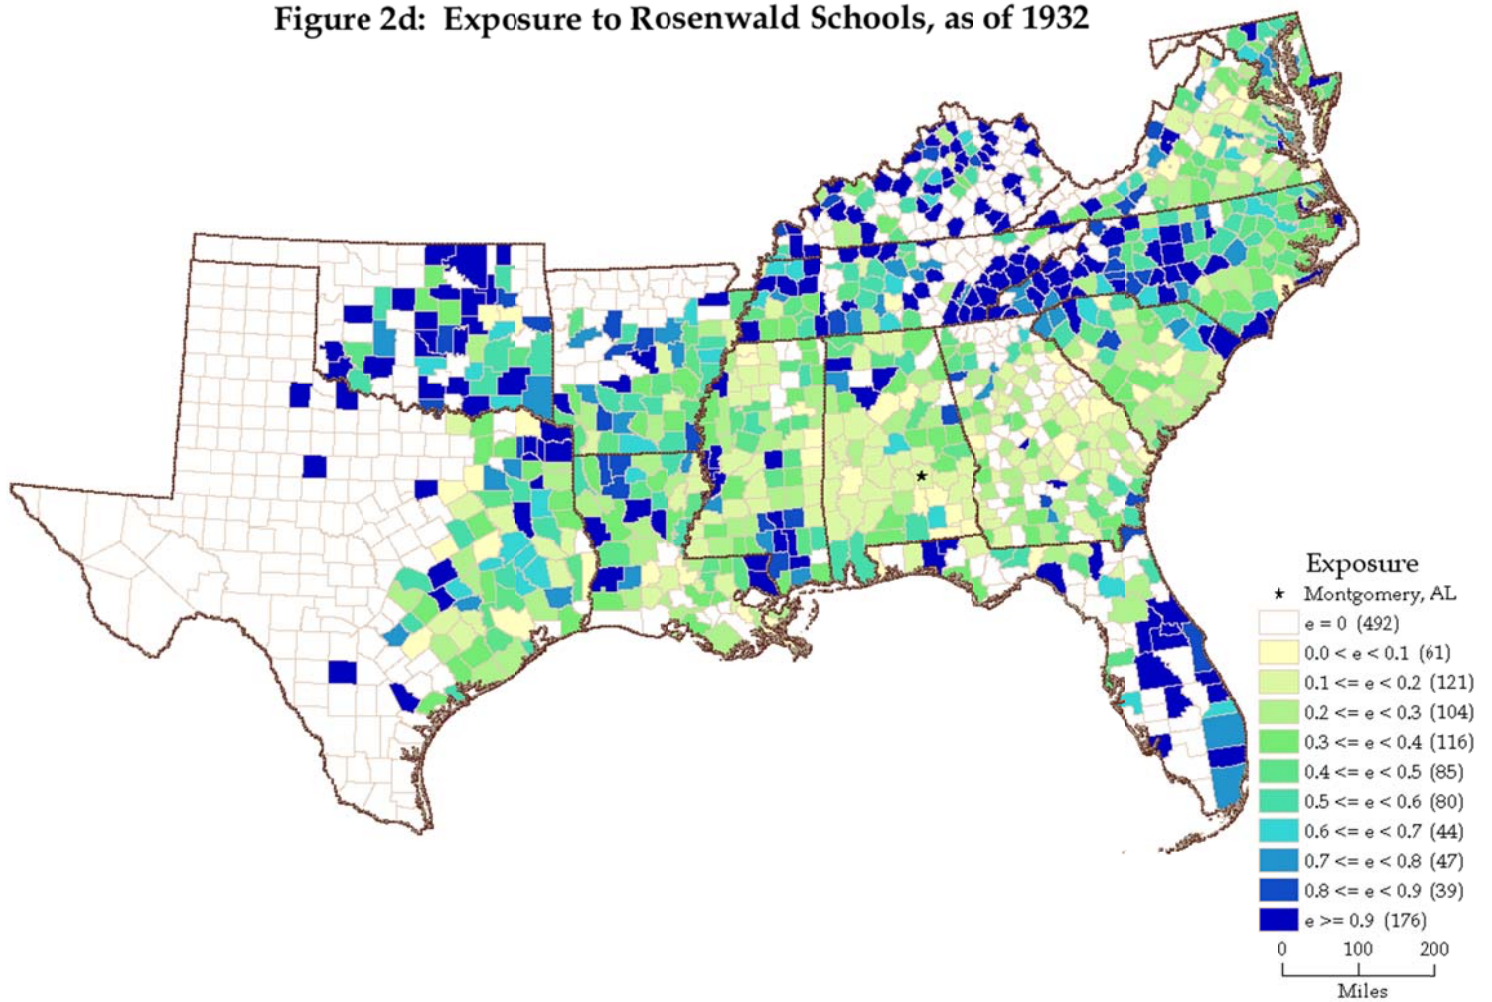 Figure 2d: Exposure to Rosenwald Schools, as of 1932
Exposure
★ Montgomery, AL
e = 0 (492)
0.0 < e < 0.1 (61)
0.1 <= e < 0.2 (121)
0.2 <= e < 0.3 (104)
0.3 <= e < 0.4 (116)
0.4 <= e < 0.5 (85)
0.5 <= e < 0.6 (80)
0.6 <= e < 0.7 (44)
0.7 <= e < 0.8 (47)
0.8 <= e < 0.9 (39)
e >= 0.9 (176)
0 100 200
Miles